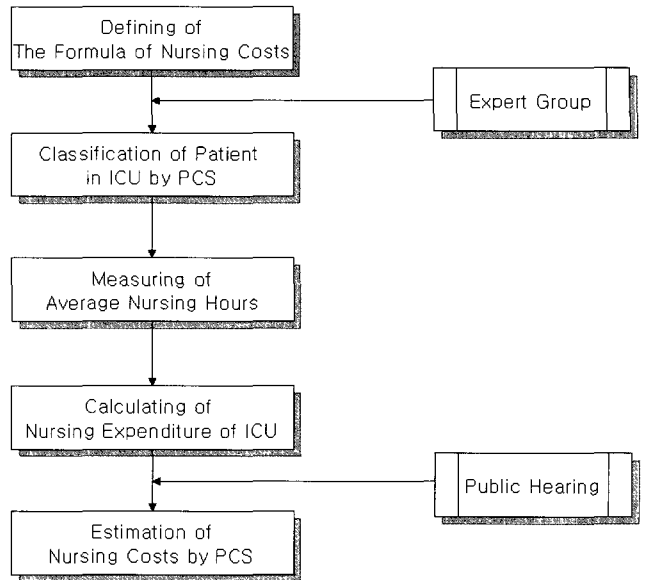 Defining of
The Formula of Nursing Costs
Expert Group
Classification of Patient
in ICU by PCS
Measuring of
Average Nursing Hours
Calculating of
Nursing Expenditure of ICU
Public Hearing
Estimation of
Nursing Costs by PCS